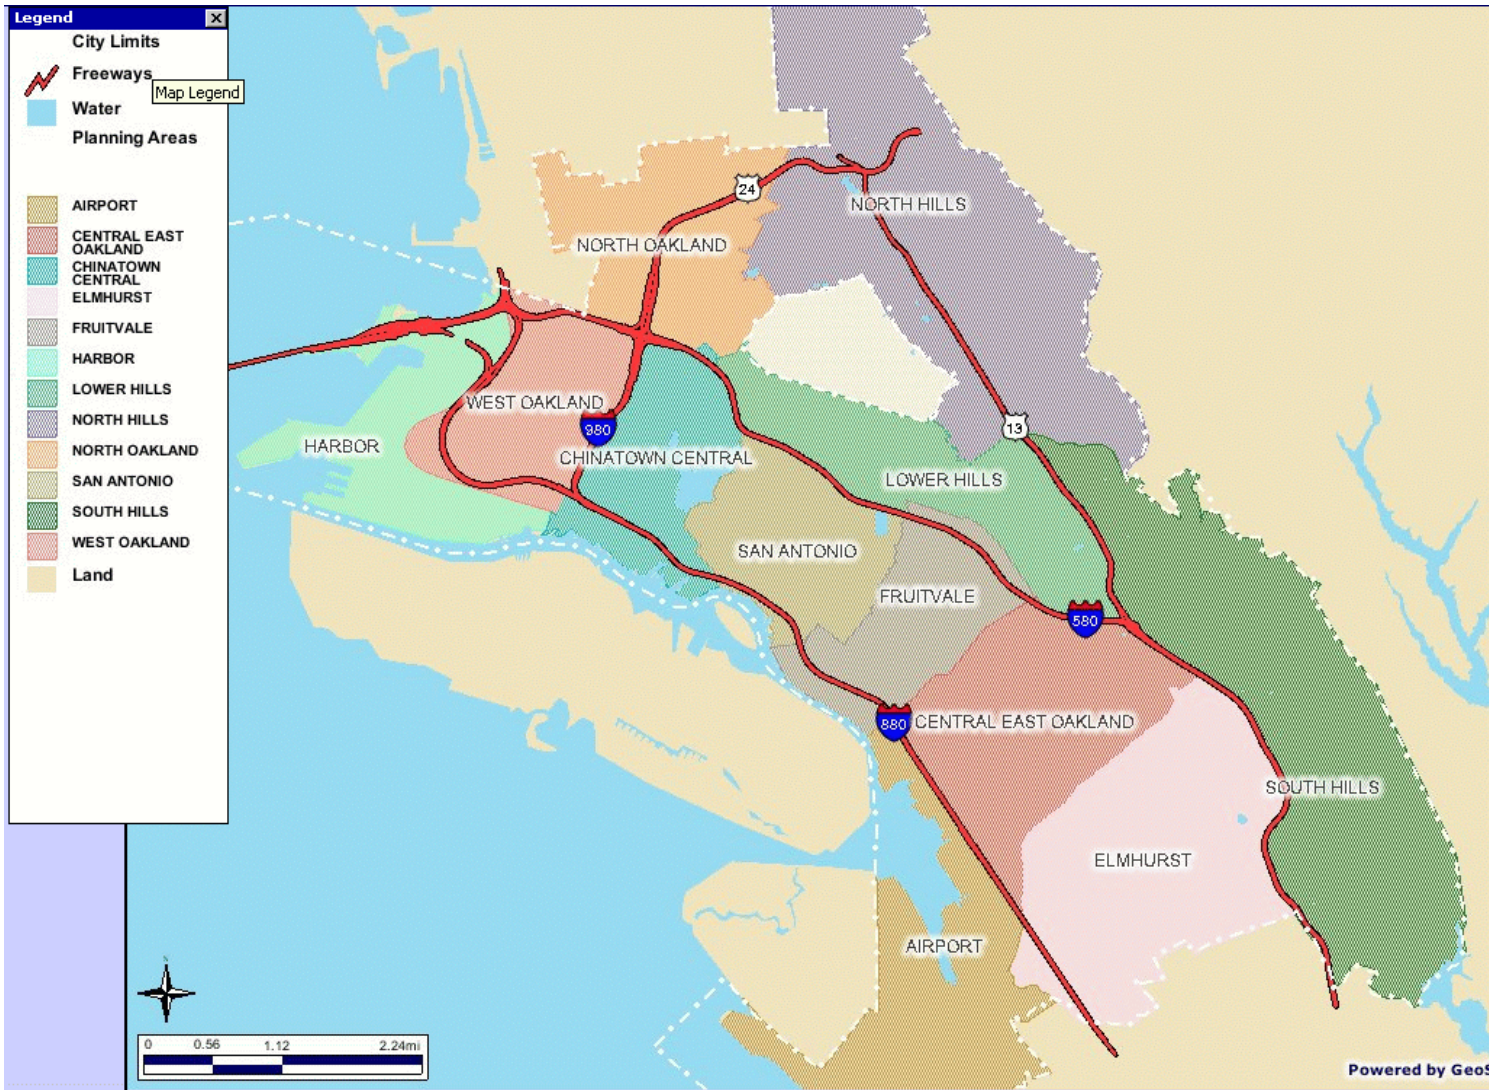 Legend
City Limits
Freeways
Map Legend
Water
Planning Areas
AIRPORT
CENTRAL EAST
OAKLAND
CHINATOWN
CENTRAL
ELMHURST
FRUITVALE
HARBOR
LOWER HILLS
NORTH HILLS
NORTH OAKLAND
SAN ANTONIO
SOUTH HILLS
WEST OAKLAND
Land
24
NORTH HILLS
NORTH OAKLAND
WEST OAKLAND
980
13
HARBOR
CHINATOWN CENTRAL
LOWER HILLS
SAN ANTONIO
FRUITVALE
580
880
CENTRAL EAST OAKLAND
SOUTH HILLS
ELMHURST
AIRPORT
N
0 0.56 1.12 2.24mi
Powered by GeoS